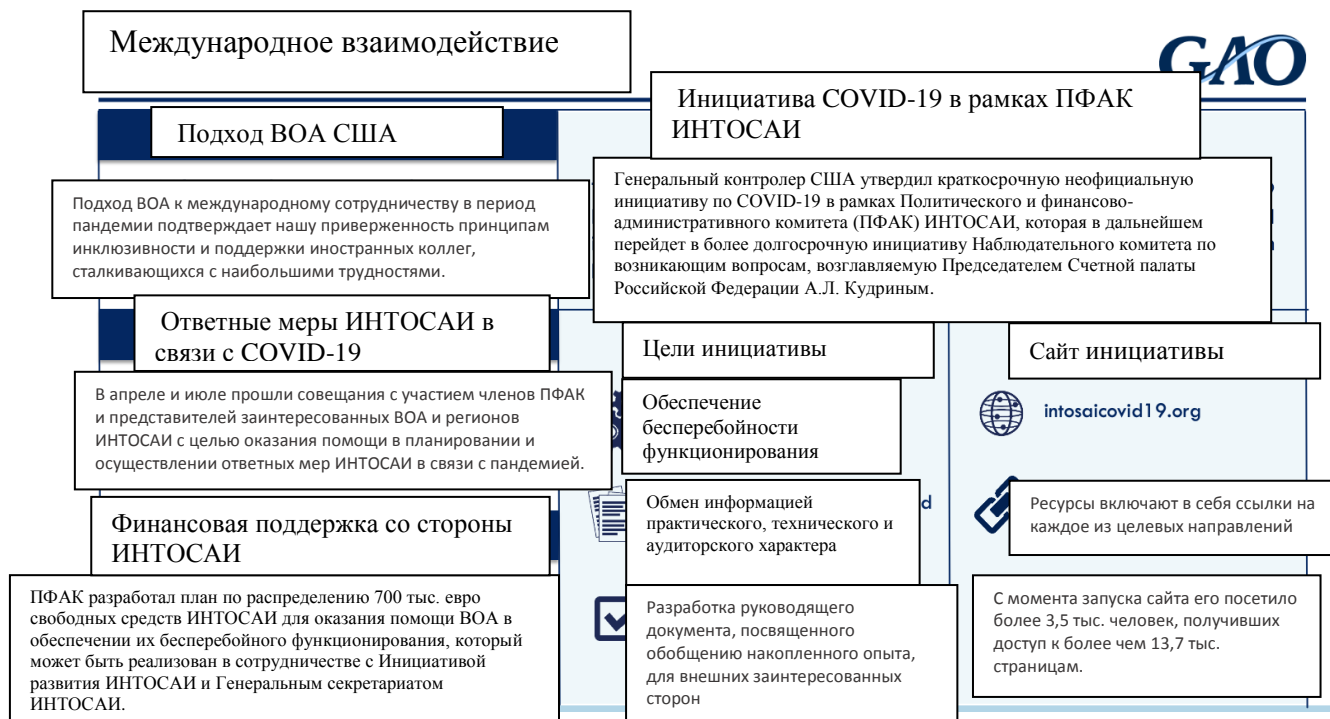 Международное взаимодействие
GAO
Подход ВОА США
Подход ВОА к международному сотрудничеству в период
пандемии подтверждает нашу приверженность принципам
инклюзивности и поддержки иностранных коллег,
сталкивающихся с наибольшими трудностями.
Ответные меры ИНТОСАИ в
связи с COVID-19
В апреле и июле прошли совещания с участием членов ПФАК
и представителей заинтересованных ВОА и регионов
ИНТОСАИ с целью оказания помощи в планировании и
осуществлении ответных мер ИНТОСАИ в связи с пандемией.
Финансовая поддержка со стороны
ИНТОСАИ
ПФАК разработал план по распределению 700 тыс. евро
свободных средств ИНТОСАИ для оказания помощи ВОА в
обеспечении их бесперебойного функционирования, который
может быть реализован в сотрудничестве с Инициативой
развития ИНТОСАИ и Генеральным секретариатом
ИНТОСАИ.
Инициатива COVID-19 в рамках ПФАК
ИНТОСАИ
Генеральный контролер США утвердил краткосрочную неофициальную
инициативу по COVID-19 в рамках Политического и финансово-
административного комитета (ПФАК) ИНТОСАИ, которая в дальнейшем
перейдет в более долгосрочную инициативу Наблюдательного комитета по
возникающим вопросам, возглавляемую Председателем Счетной палаты
Российской Федерации А.Л. Кудриным.
Цели инициативы
Обеспечение
бесперебойности
функционирования
Обмен информацией
практического, технического и
аудиторского характера
Разработка руководящего
документа, посвященного
обобщению накопленного опыта,
для внешних заинтересованных
сторон
Сайт инициативы
intosaicovid19.org
Ресурсы включают в себя ссылки на
каждое из целевых направлений
С момента запуска сайта его посетило
более 3,5 тыс. человек, получивших
доступ к более чем 13,7 тыс.
страницам.